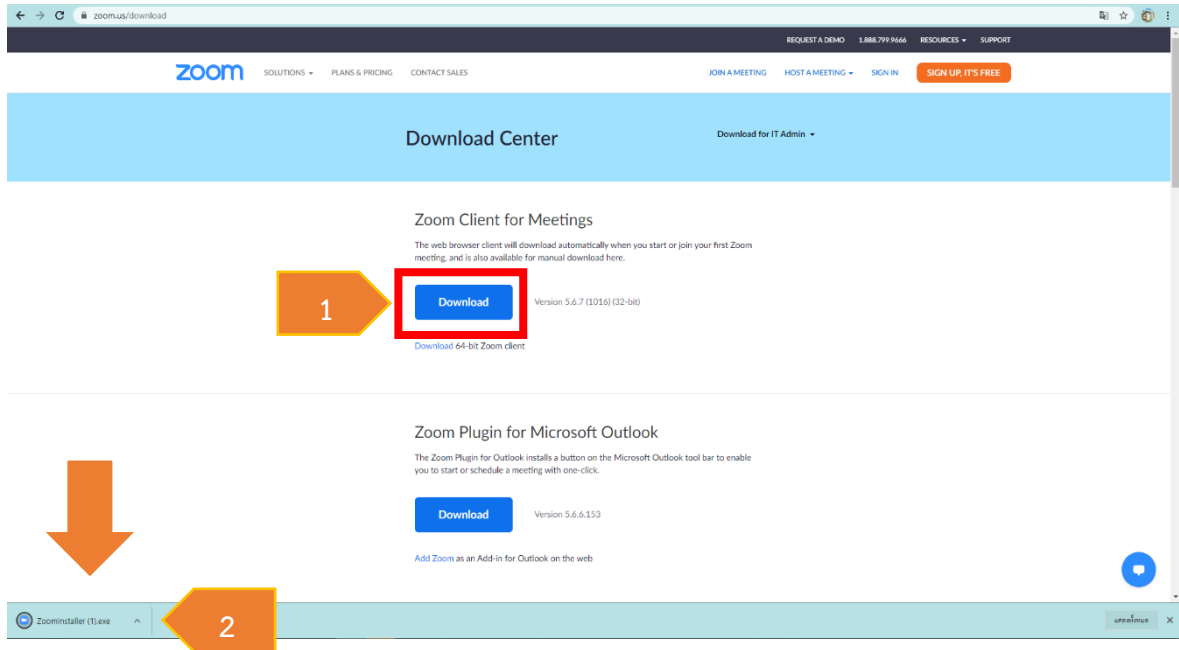 zoom.us/download
REQUEST A DEMO 1.888.799.9666 RESOURCES SUPPORT
zoom SOLUTIONS PLANS & PRICING CONTACT SALES JOIN A MEETING HOST A MEETING SIGN IN SIGN UP, IT'S FREE
Download Center Download for IT Admin
Zoom Client for Meetings
The web browser client will download automatically when you start or join your first Zoom
meeting, and is also available for manual download here.
1
Download Version 5.6.7 (1016) (32-bit)
Download 64-bit Zoom client
Zoom Plugin for Microsoft Outlook
The Zoom Plugin for Outlook installs a button on the Microsoft Outlook tool bar to enable
you to start or schedule a meeting with one-click.
Download Version 5.6.6.153
Add Zoom as an Add-in for Outlook on the web
ZoomInstaller (1).exe
2